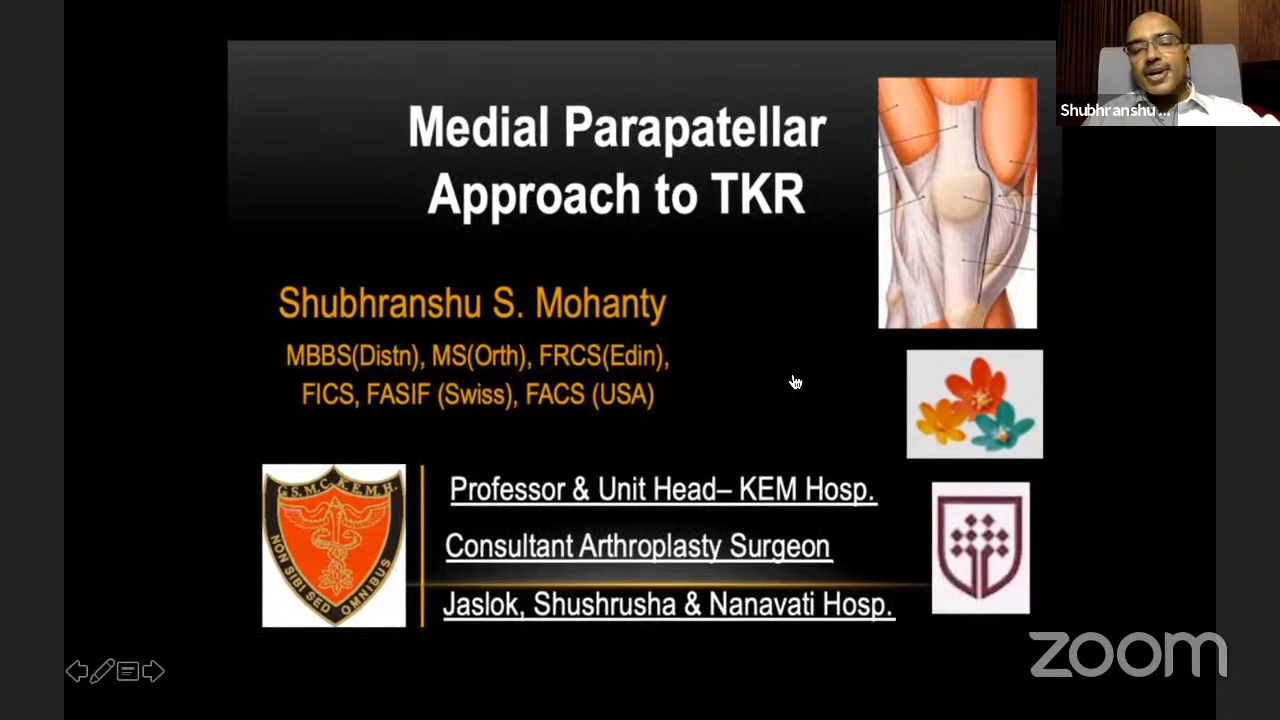 Medial Parapatellar
Approach to TKR
Shubhranshu S. Mohanty
MBBS(Distn), MS(Orth), FRCS(Edin),
FICS, FASIF (Swiss), FACS (USA)
G.S.M.C. K.E.M.H.
NON SIBI SED OMNIBUS
Professor & Unit Head– KEM Hosp.
Consultant Arthroplasty Surgeon
Jaslok, Shushrusha & Nanavati Hosp.
Shubhranshu ...
zoom